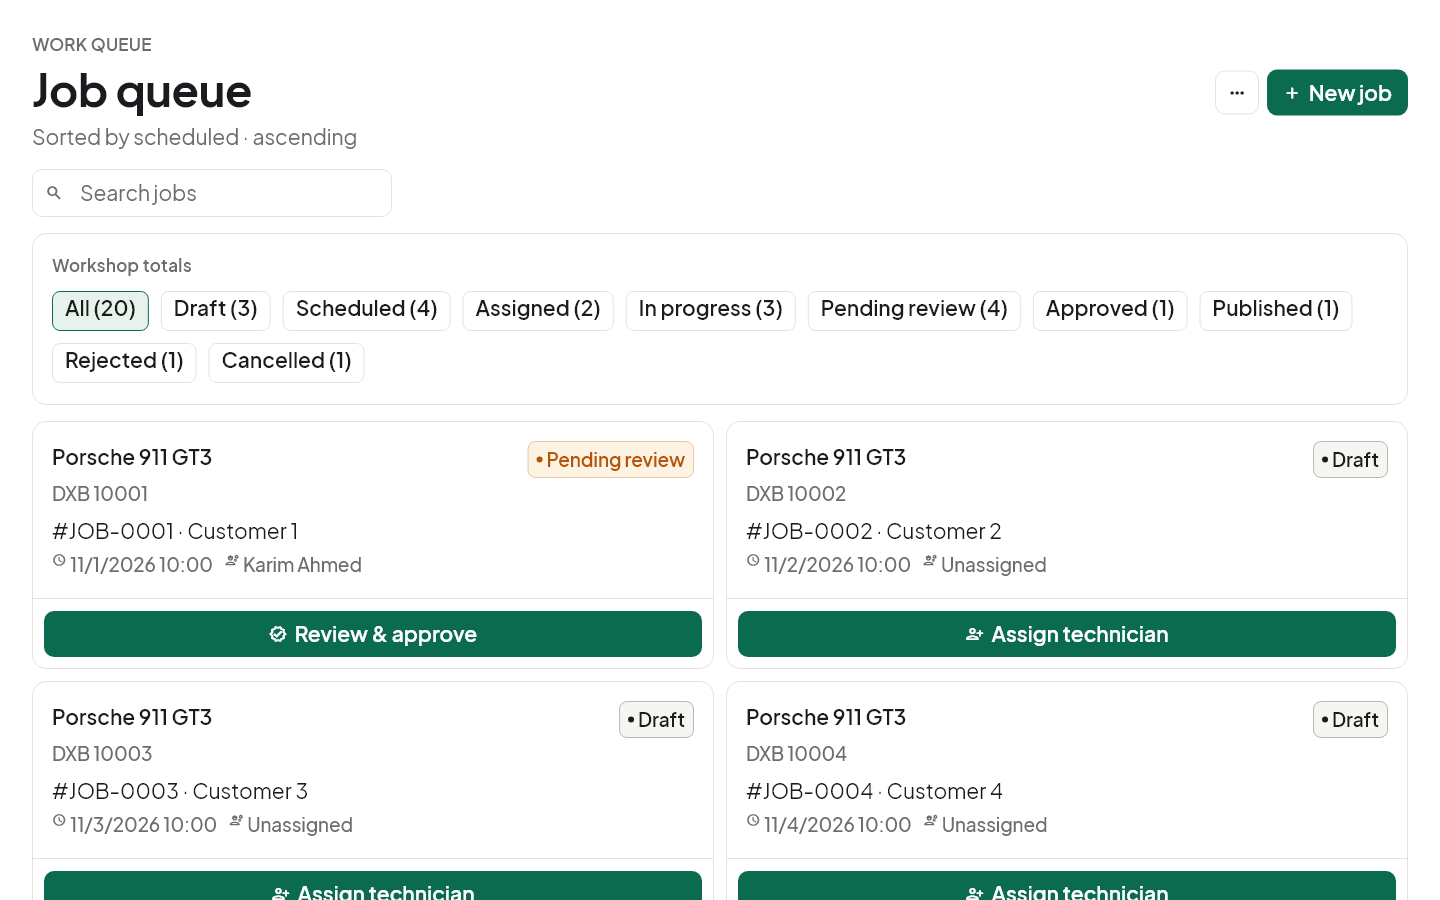 WORK QUEUE
Job queue
Sorted by scheduled · ascending
+ New job
Search jobs
Workshop totals
All (20) Draft (3) Scheduled (4) Assigned (2) In progress (3) Pending review (4) Approved (1) Published (1)
Rejected (1) Cancelled (1)
Porsche 911 GT3
• Pending review
DXB 10001
#JOB-0001 · Customer 1
11/1/2026 10:00 Karim Ahmed
Review & approve
Porsche 911 GT3
• Draft
DXB 10002
#JOB-0002 · Customer 2
11/2/2026 10:00 Unassigned
Assign technician
Porsche 911 GT3
• Draft
DXB 10003
#JOB-0003 · Customer 3
11/3/2026 10:00 Unassigned
Assign technician
Porsche 911 GT3
• Draft
DXB 10004
#JOB-0004 · Customer 4
11/4/2026 10:00 Unassigned
Assign technician